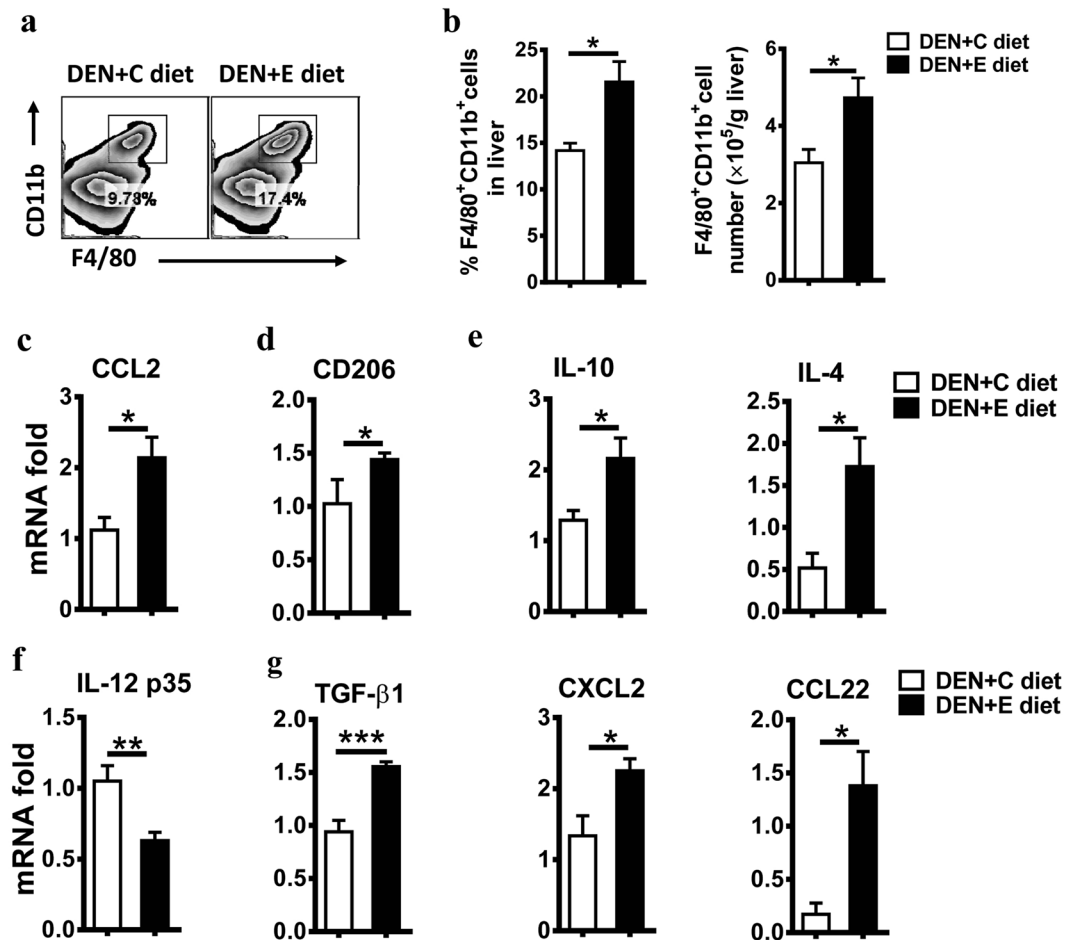 a
DEN+C diet DEN+E diet
CD11b
9.78% 17.4%
F4/80
b
% F4/80+CD11b+cells
in liver
25
20
15
10
5
0
*
F4/80+CD11b+cell
number (×10⁵/g liver)
6
4
3
2
0
*
DEN+C diet
DEN+E diet
c
CCL2
mRNA fold
3
2
1
0
*
d
CD206
2.0
1.5
1.0
0.5
0.0
*
e
IL-10
3
2
1
0
*
IL-4
2.5
2.0
1.5
1.0
0.5
0.0
*
DEN+C diet
DEN+E diet
f
IL-12 p35
mRNA fold
1.5
1.0
0.5
0.0
**
g
TGF-β1
2.0
1.5
1.0
0.5
0.0
***
CXCL2
3
2
1
0
*
CCL22
2.0
1.5
1.0
0.5
0.0
*
DEN+C diet
DEN+E diet